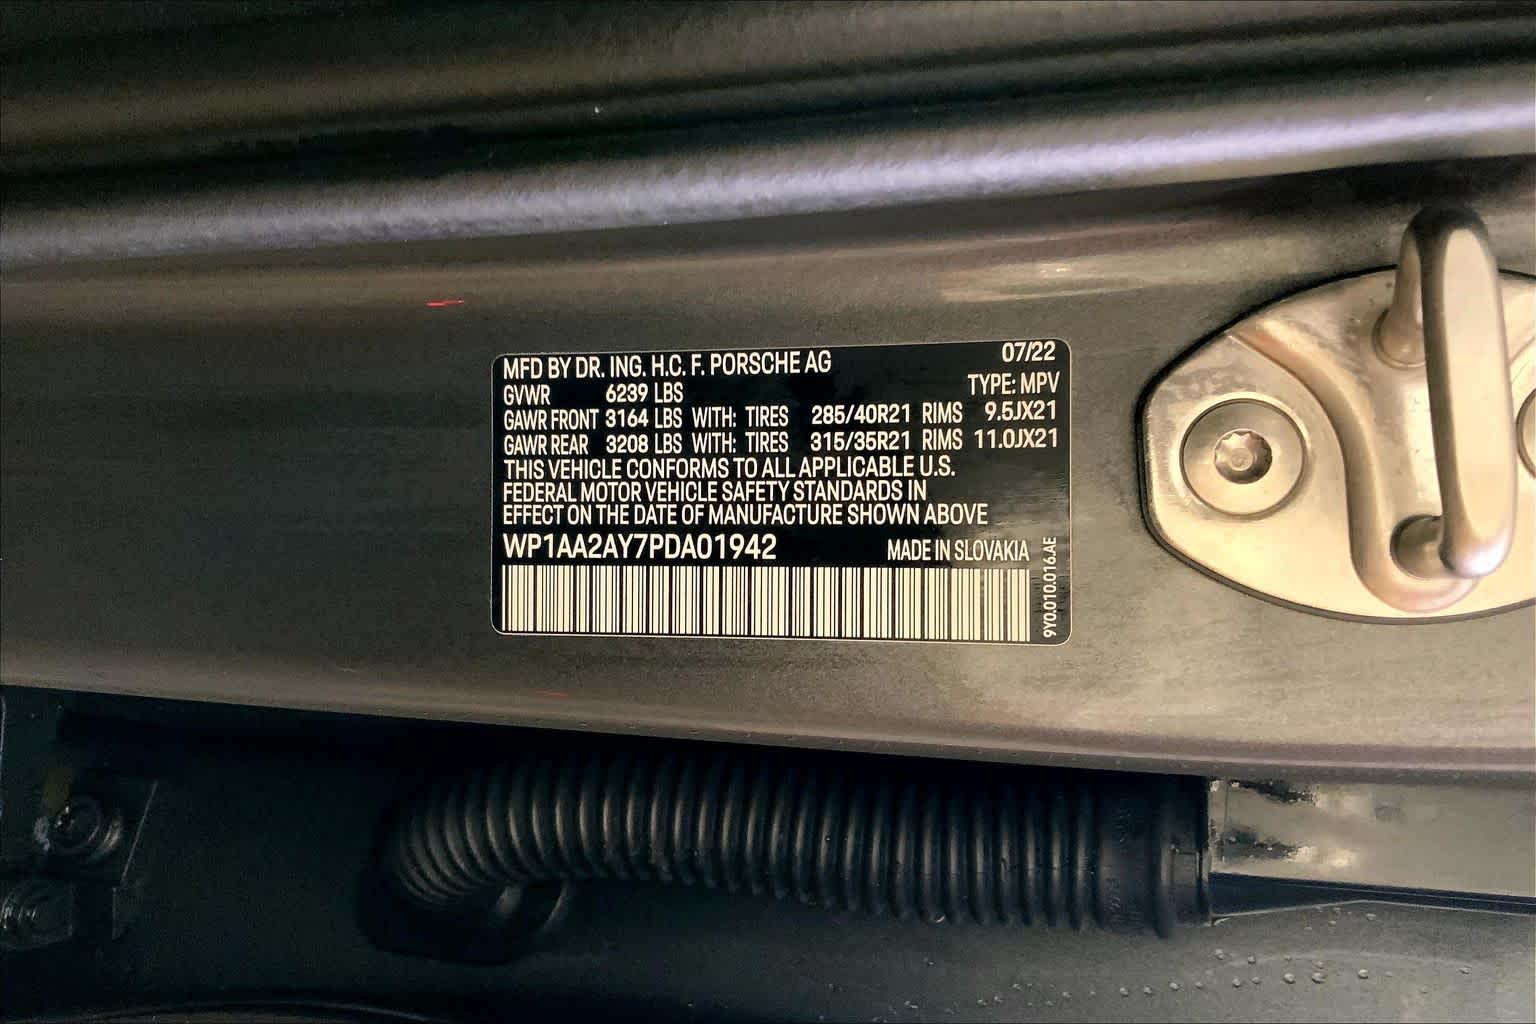 MFD BY DR. ING. H.C. F. PORSCHE AG 07/22
GVWR 6239 LBS TYPE: MPV
GAWR FRONT 3164 LBS WITH: TIRES 285/40R21 RIMS 9.5JX21
GAWR REAR 3208 LBS WITH: TIRES 315/35R21 RIMS 11.0JX21
THIS VEHICLE CONFORMS TO ALL APPLICABLE U.S.
FEDERAL MOTOR VEHICLE SAFETY STANDARDS IN
EFFECT ON THE DATE OF MANUFACTURE SHOWN ABOVE
WP1AA2AY7PDA01942 MADE IN SLOVAKIA
9Y0.010.016.AE